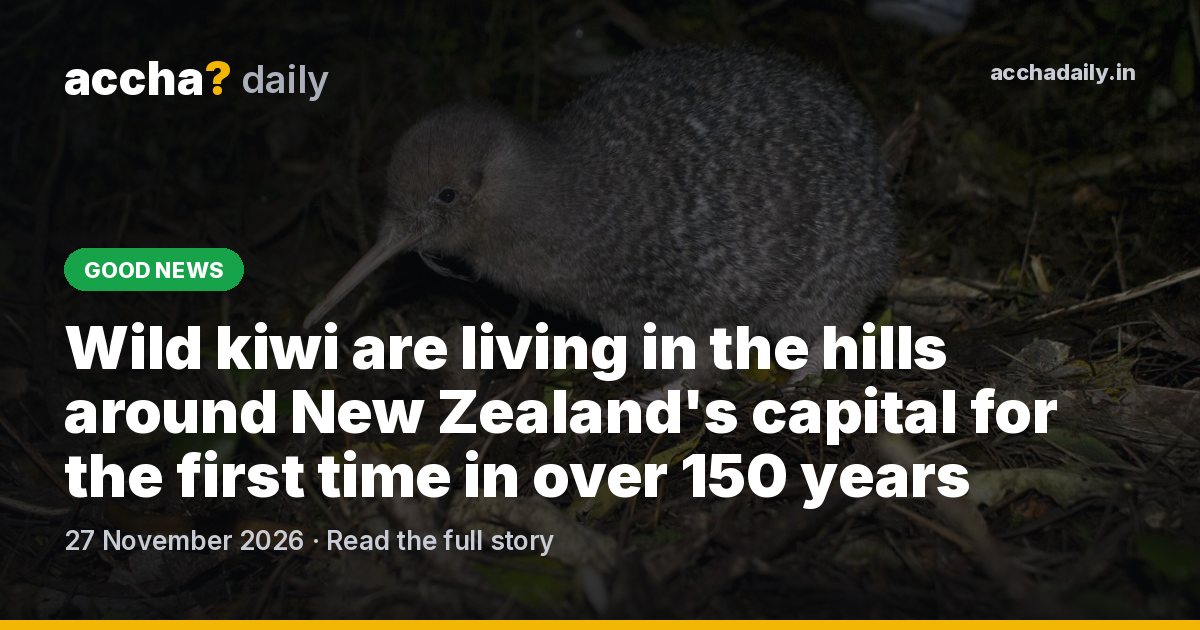 accha? daily
acchadaily.in
GOOD NEWS
Wild kiwi are living in the hills
around New Zealand's capital for
the first time in over 150 years
27 November 2026 · Read the full story